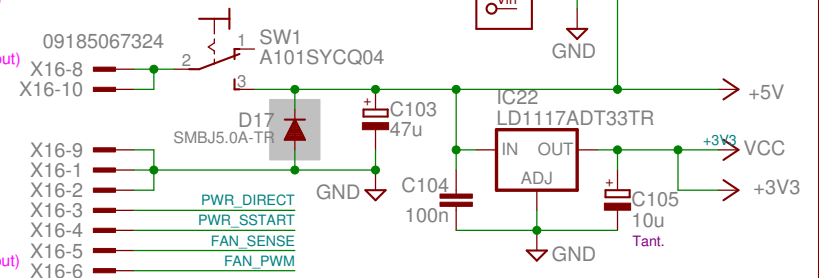 Vin
GND
09185067324
SW1
A101SYCQ04
1
2
3
out)
X16-8
X16-10
+5V
D17
SMBJ5.0A-TR
+
C103
47u
IC22
LD1117ADT33TR
IN
OUT
ADJ
+3V3
VCC
X16-9
X16-1
X16-2
GND
C104
100n
+
C105
10u
Tant.
+3V3
X16-3
PWR_DIRECT
X16-4
PWR_SSTART
X16-5
FAN_SENSE
out)
X16-6
FAN_PWM
GND